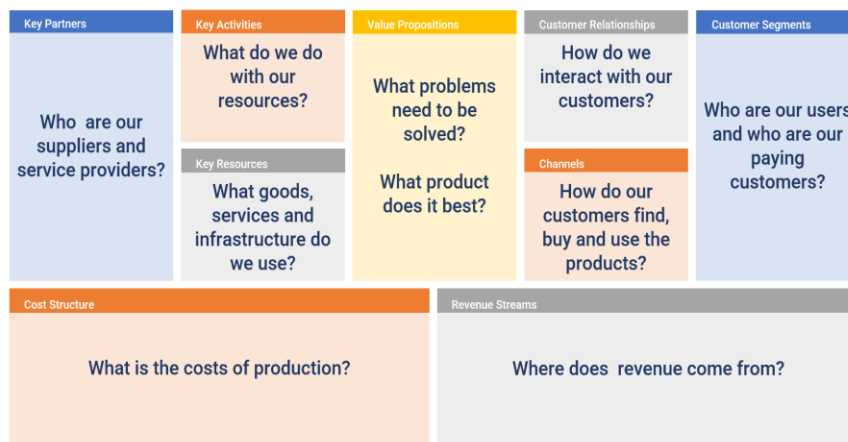 Key Partners
Who are our
suppliers and
service providers?
Key Activities
What do we do
with our
resources?
Key Resources
What goods,
services and
infrastructure do
we use?
Value Propositions
What problems
need to be
solved?
What product
does it best?
Customer Relationships
How do we
interact with our
customers?
Channels
How do our
customers find,
buy and use the
products?
Customer Segments
Who are our users
and who are our
paying
customers?
Cost Structure
What is the costs of production?
Revenue Streams
Where does revenue come from?